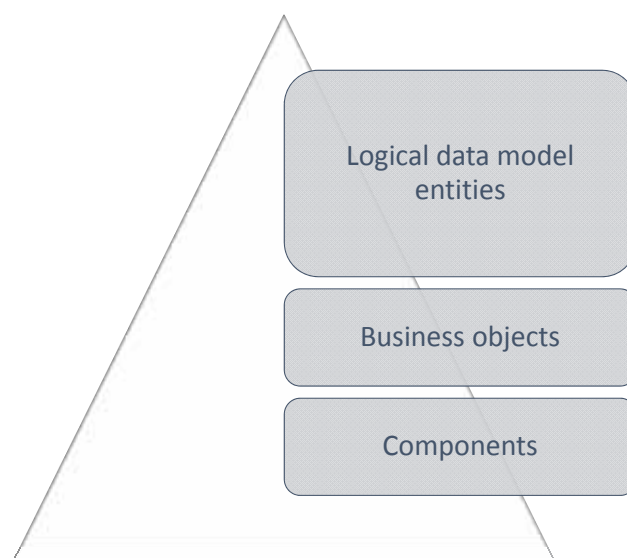 Logical data model
entities
Business objects
Components